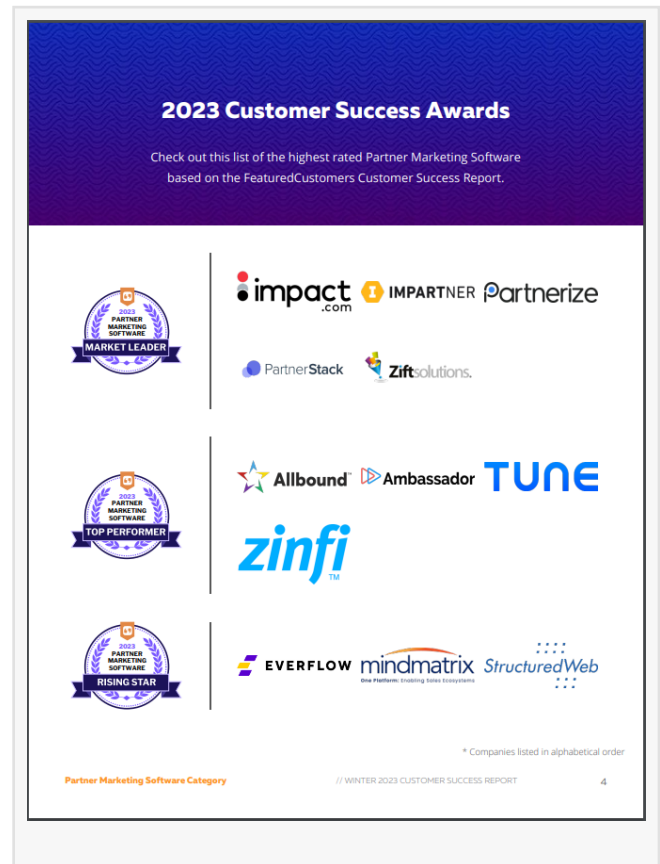 2023 Customer Success Awards
Check out this list of the highest rated Partner Marketing Software
based on the FeaturedCustomers Customer Success Report.
2023
PARTNER
MARKETING
SOFTWARE
MARKET LEADER
impact
.com
IMPARTNER
Partnerize
PartnerStack
Ziftsolutions.
2023
PARTNER
MARKETING
SOFTWARE
TOP PERFORMER
Allbound™
Ambassador
TUNE
zinfi
TM
2023
PARTNER
MARKETING
SOFTWARE
RISING STAR
EVERFLOW
mindmatrix
One Platform: Enabling Sales Ecosystems
StructuredWeb
* Companies listed in alphabetical order
Partner Marketing Software Category
// WINTER 2023 CUSTOMER SUCCESS REPORT
4